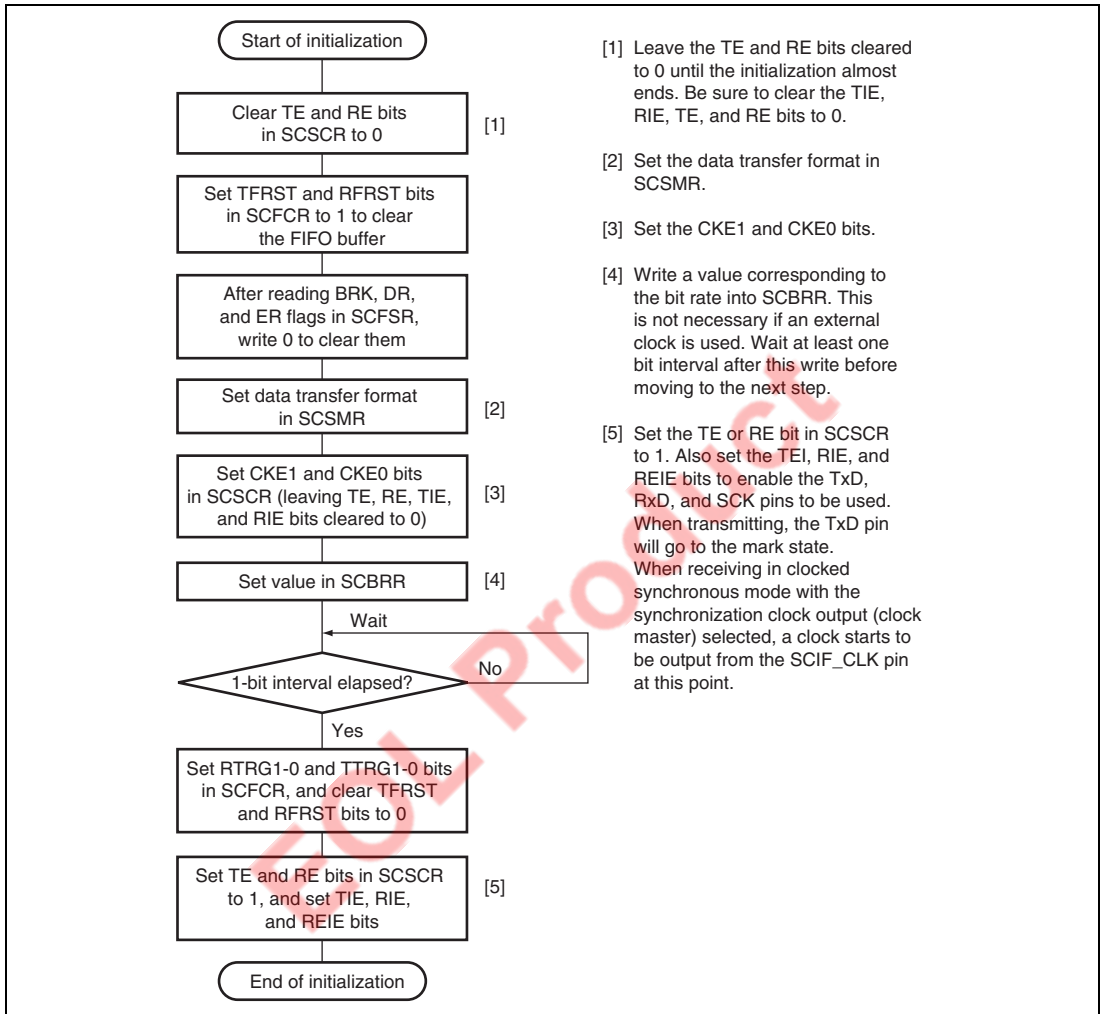 Start of initialization
Clear TE and RE bits
in SCSCR to 0
[1]
Set TFRST and RFRST bits
in SCFCR to 1 to clear
the FIFO buffer
After reading BRK, DR,
and ER flags in SCFSR,
write 0 to clear them
Set data transfer format
in SCSMR
[2]
Set CKE1 and CKE0 bits
in SCSCR (leaving TE, RE, TIE,
and RIE bits cleared to 0)
[3]
Set value in SCBRR
[4]
Wait
1-bit interval elapsed?
No
Yes
Set RTRG1-0 and TTRG1-0 bits
in SCFCR, and clear TFRST
and RFRST bits to 0
Set TE and RE bits in SCSCR
to 1, and set TIE, RIE,
and REIE bits
[5]
End of initialization
[1] Leave the TE and RE bits cleared
to 0 until the initialization almost
ends. Be sure to clear the TIE,
RIE, TE, and RE bits to 0.
[2] Set the data transfer format in
SCSMR.
[3] Set the CKE1 and CKE0 bits.
[4] Write a value corresponding to
the bit rate into SCBRR. This
is not necessary if an external
clock is used. Wait at least one
bit interval after this write before
moving to the next step.
[5] Set the TE or RE bit in SCSCR
to 1. Also set the TEI, RIE, and
REIE bits to enable the TxD,
RxD, and SCK pins to be used.
When transmitting, the TxD pin
will go to the mark state.
When receiving in clocked
synchronous mode with the
synchronization clock output (clock
master) selected, a clock starts to
be output from the SCIF_CLK pin
at this point.
EOL Product